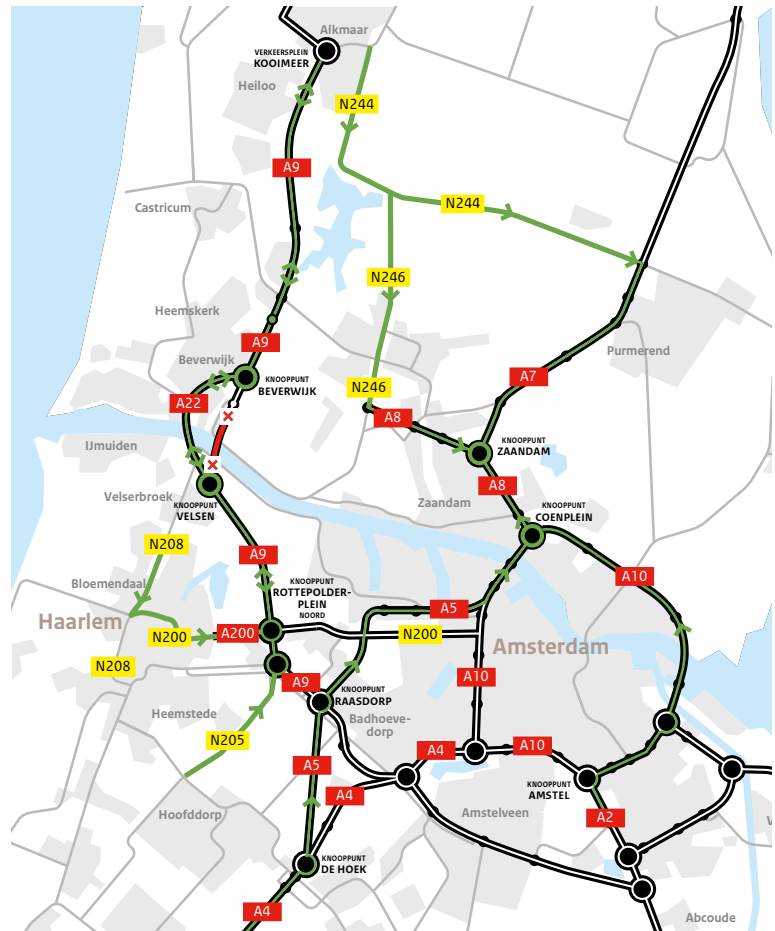 Alkmaar
VERKEERSPLEIN
KOOIMEER
Heiloo
N244
A9
Castricum
N244
N246
Heemskerk
A9
Beverwijk
KNOOPPUNT
BEVERWIJK
Purmerend
A7
N246
A22
A8
IJmuiden
KNOOPPUNT
ZAANDAM
A8
Velserbroek
KNOOPPUNT
VELSEN
Zaandam
KNOOPPUNT
COENPLEIN
N208
A9
Bloemendaal
KNOOPPUNT
ROTTEPOLDER-
PLEIN
NOORD
A10
A5
Haarlem
N200
A200
N200
Amsterdam
N208
A9
A10
KNOOPPUNT
RAASDORP
Heemstede
Badhoeve-
dorp
N205
A4
A10
A5
KNOOPPUNT
AMSTEL
A4
Hoofddorp
Amstelveen
A2
KNOOPPUNT
DE HOEK
A4
Abcoude